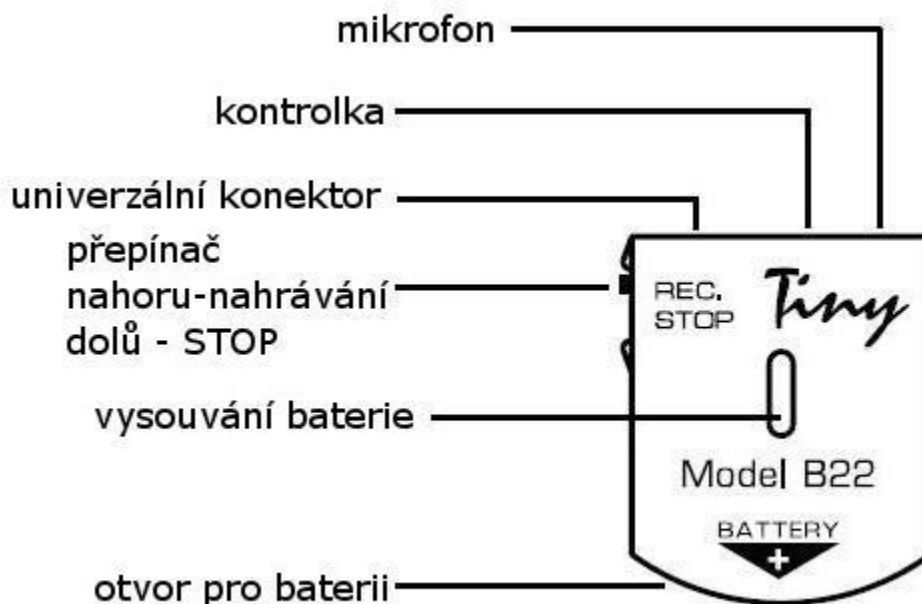 mikrofon
kontrolka
univerzální konektor
přepínač
nahoru-nahrávání
dolů - STOP
REC.
STOP
Tiny
vysouvání baterie
Model B22
BATTERY
+
otvor pro baterii